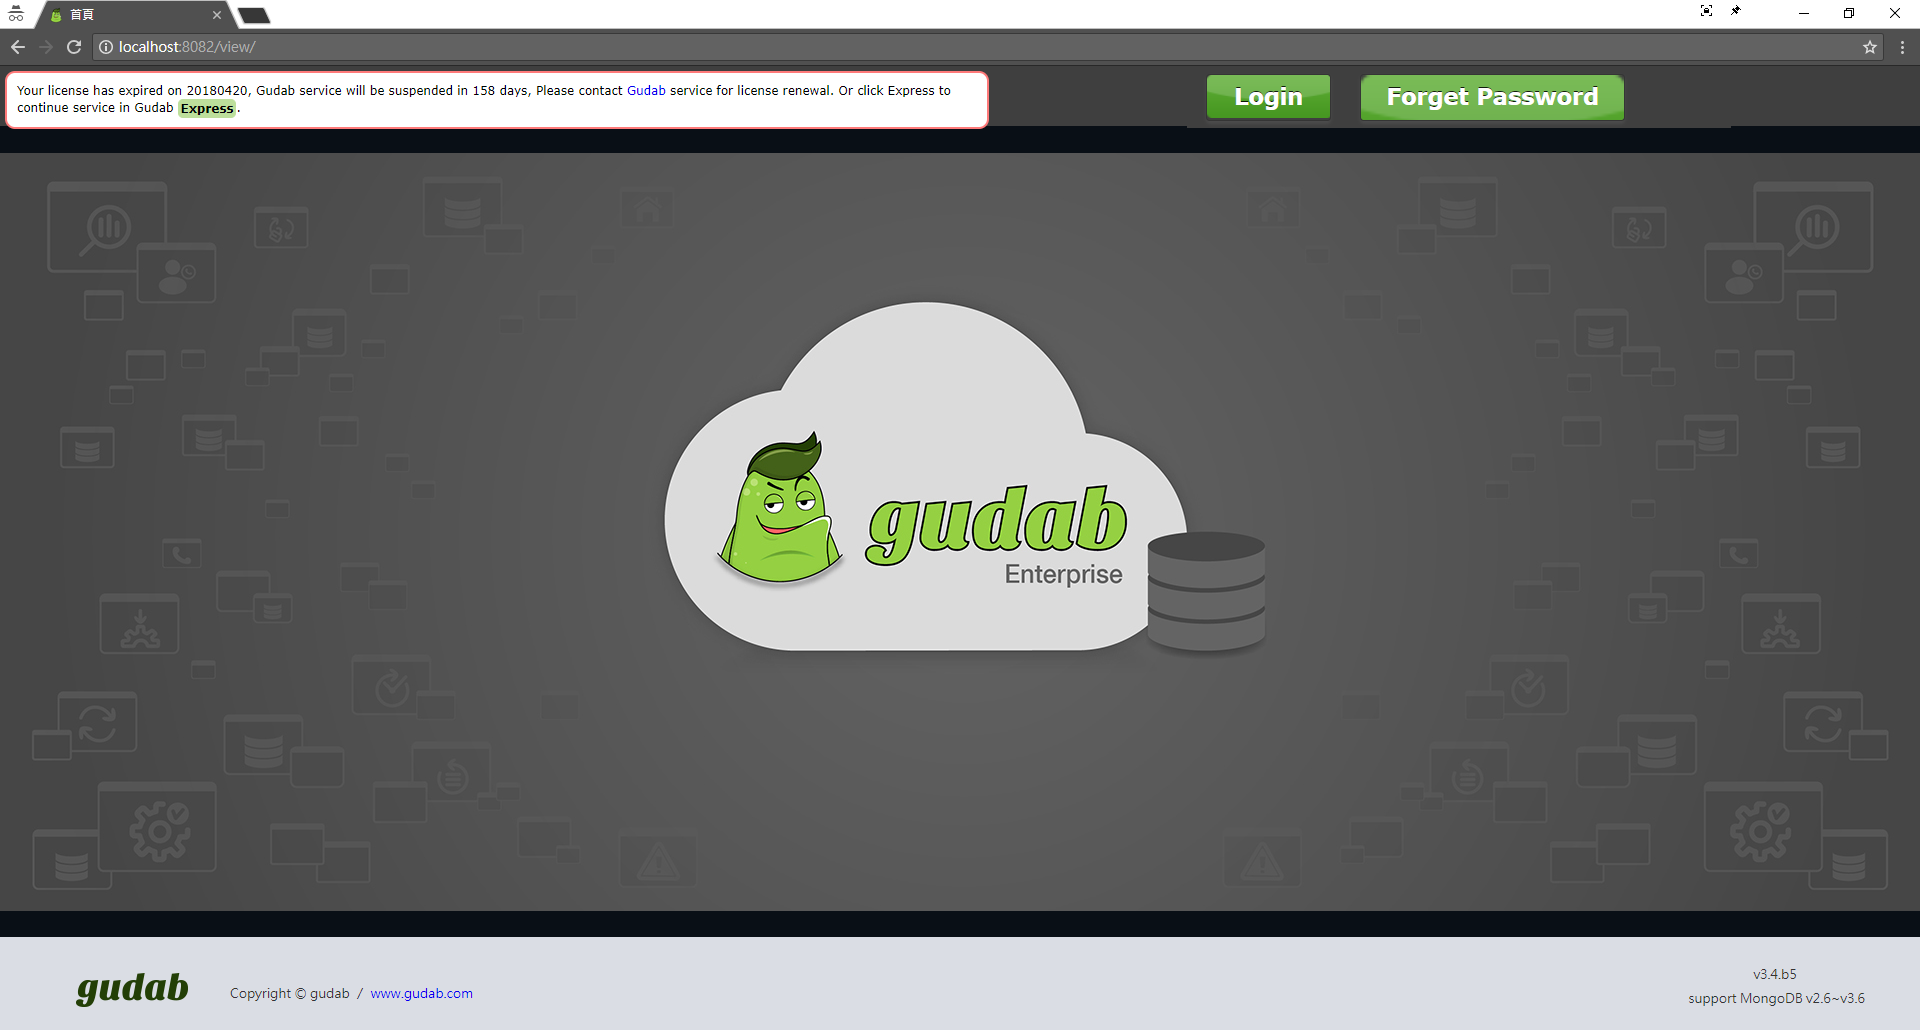 首頁
localhost:8082/view/
Your license has expired on 20180420, Gudab service will be suspended in 158 days, Please contact Gudab service for license renewal. Or click Express to
continue service in Gudab Express.
Login
Forget Password
gudab
Enterprise
gudab
Copyright © gudab / www.gudab.com
v3.4.b5
support MongoDB v2.6~v3.6